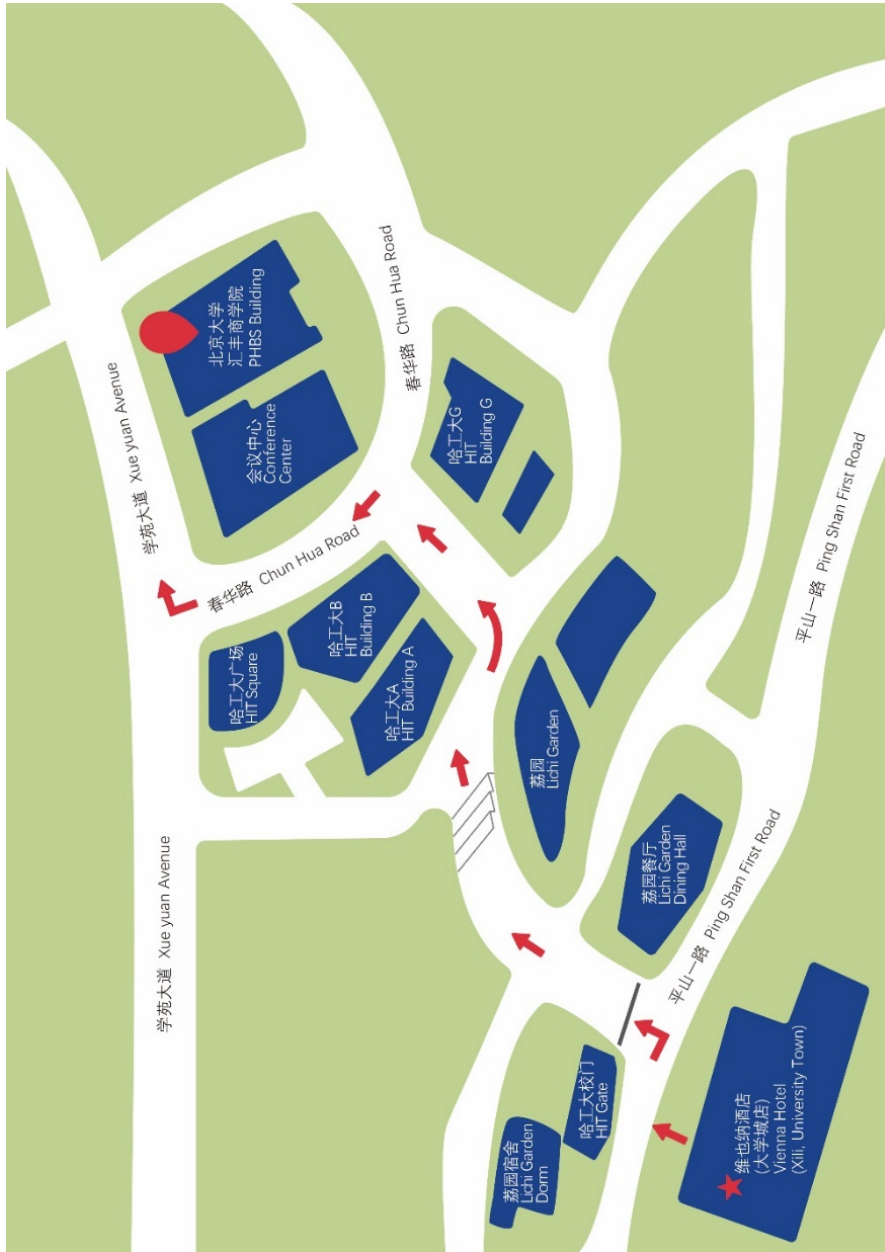 学苑大道 Xue yuan Avenue
北京大学
汇丰商学院
PHBS Building
会议中心
Conference
Center
春华路 Chun Hua Road
哈工大G
HIT
Building G
春华路 Chun Hua Road
哈工大广场
HIT Square
哈工大B
HIT
Building B
哈工大A
HIT Building A
学苑大道 Xue yuan Avenue
荔园
Lichi Garden
平山一路 Ping Shan First Road
荔园餐厅
Lichi Garden
Dining Hall
平山一路 Ping Shan First Road
荔园宿舍
Lichi Garden
Dorm
哈工大校门
HIT Gate
维也纳酒店
(大学城店)
Vienna Hotel
(Xili, University Town)